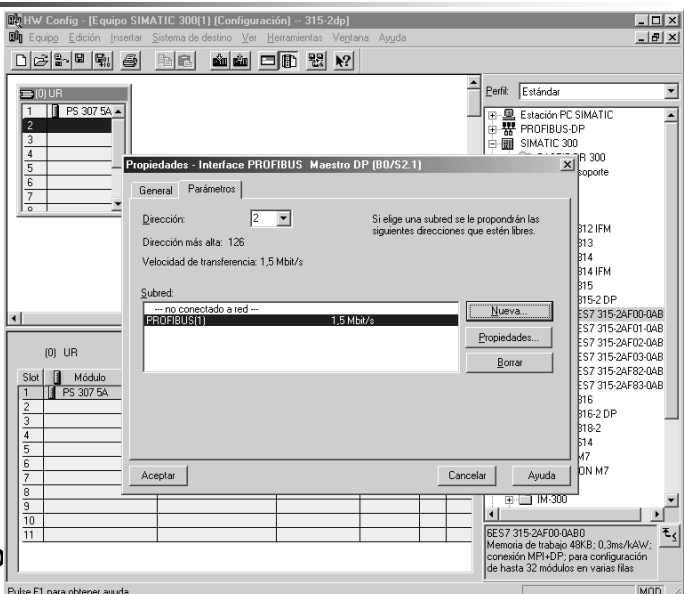 HW Config - [Equipo SIMATIC 300(1) (Configuración) -- 315-2dp]
Equipo Edición Insertar Sistema de destino Ver Herramientas Ventana Ayuda
(0) UR
1 PS 307 5A
2
3
4
5
6
7
8
Perfil: Estándar
Estación PC SIMATIC
PROFIBUS-DP
SIMATIC 300
R 300
soporte
312 IFM
313
314
314 IFM
315
315-2 DP
ES7 315-2AF00-0AB
ES7 315-2AF01-0AB
ES7 315-2AF02-0AB
ES7 315-2AF03-0AB
ES7 315-2AF82-0AB
ES7 315-2AF83-0AB
316
316-2 DP
318-2
614
M7
ON M7
IM-300
Propiedades - Interface PROFIBUS Maestro DP (B0/S2.1)
General Parámetros
Dirección: 2
Si elige una subred se le propondrán las
siguientes direcciones que estén libres.
Dirección más alta: 126
Velocidad de transferencia: 1,5 Mbit/s
Subred:
--- no conectado a red ---
PROFIBUS(1) 1,5 Mbit/s
Nueva...
Propiedades...
Borrar
Aceptar Cancelar Ayuda
(0) UR
Slot Módulo
1 PS 307 5A
2
3
4
5
6
7
8
9
10
11
6ES7 315-2AF00-0AB0
Memoria de trabajo 48KB; 0,3ms/kAW;
conexión MPI+DP; para configuración
de hasta 32 módulos en varias filas
Pulse F1 para obtener ayuda. MOD